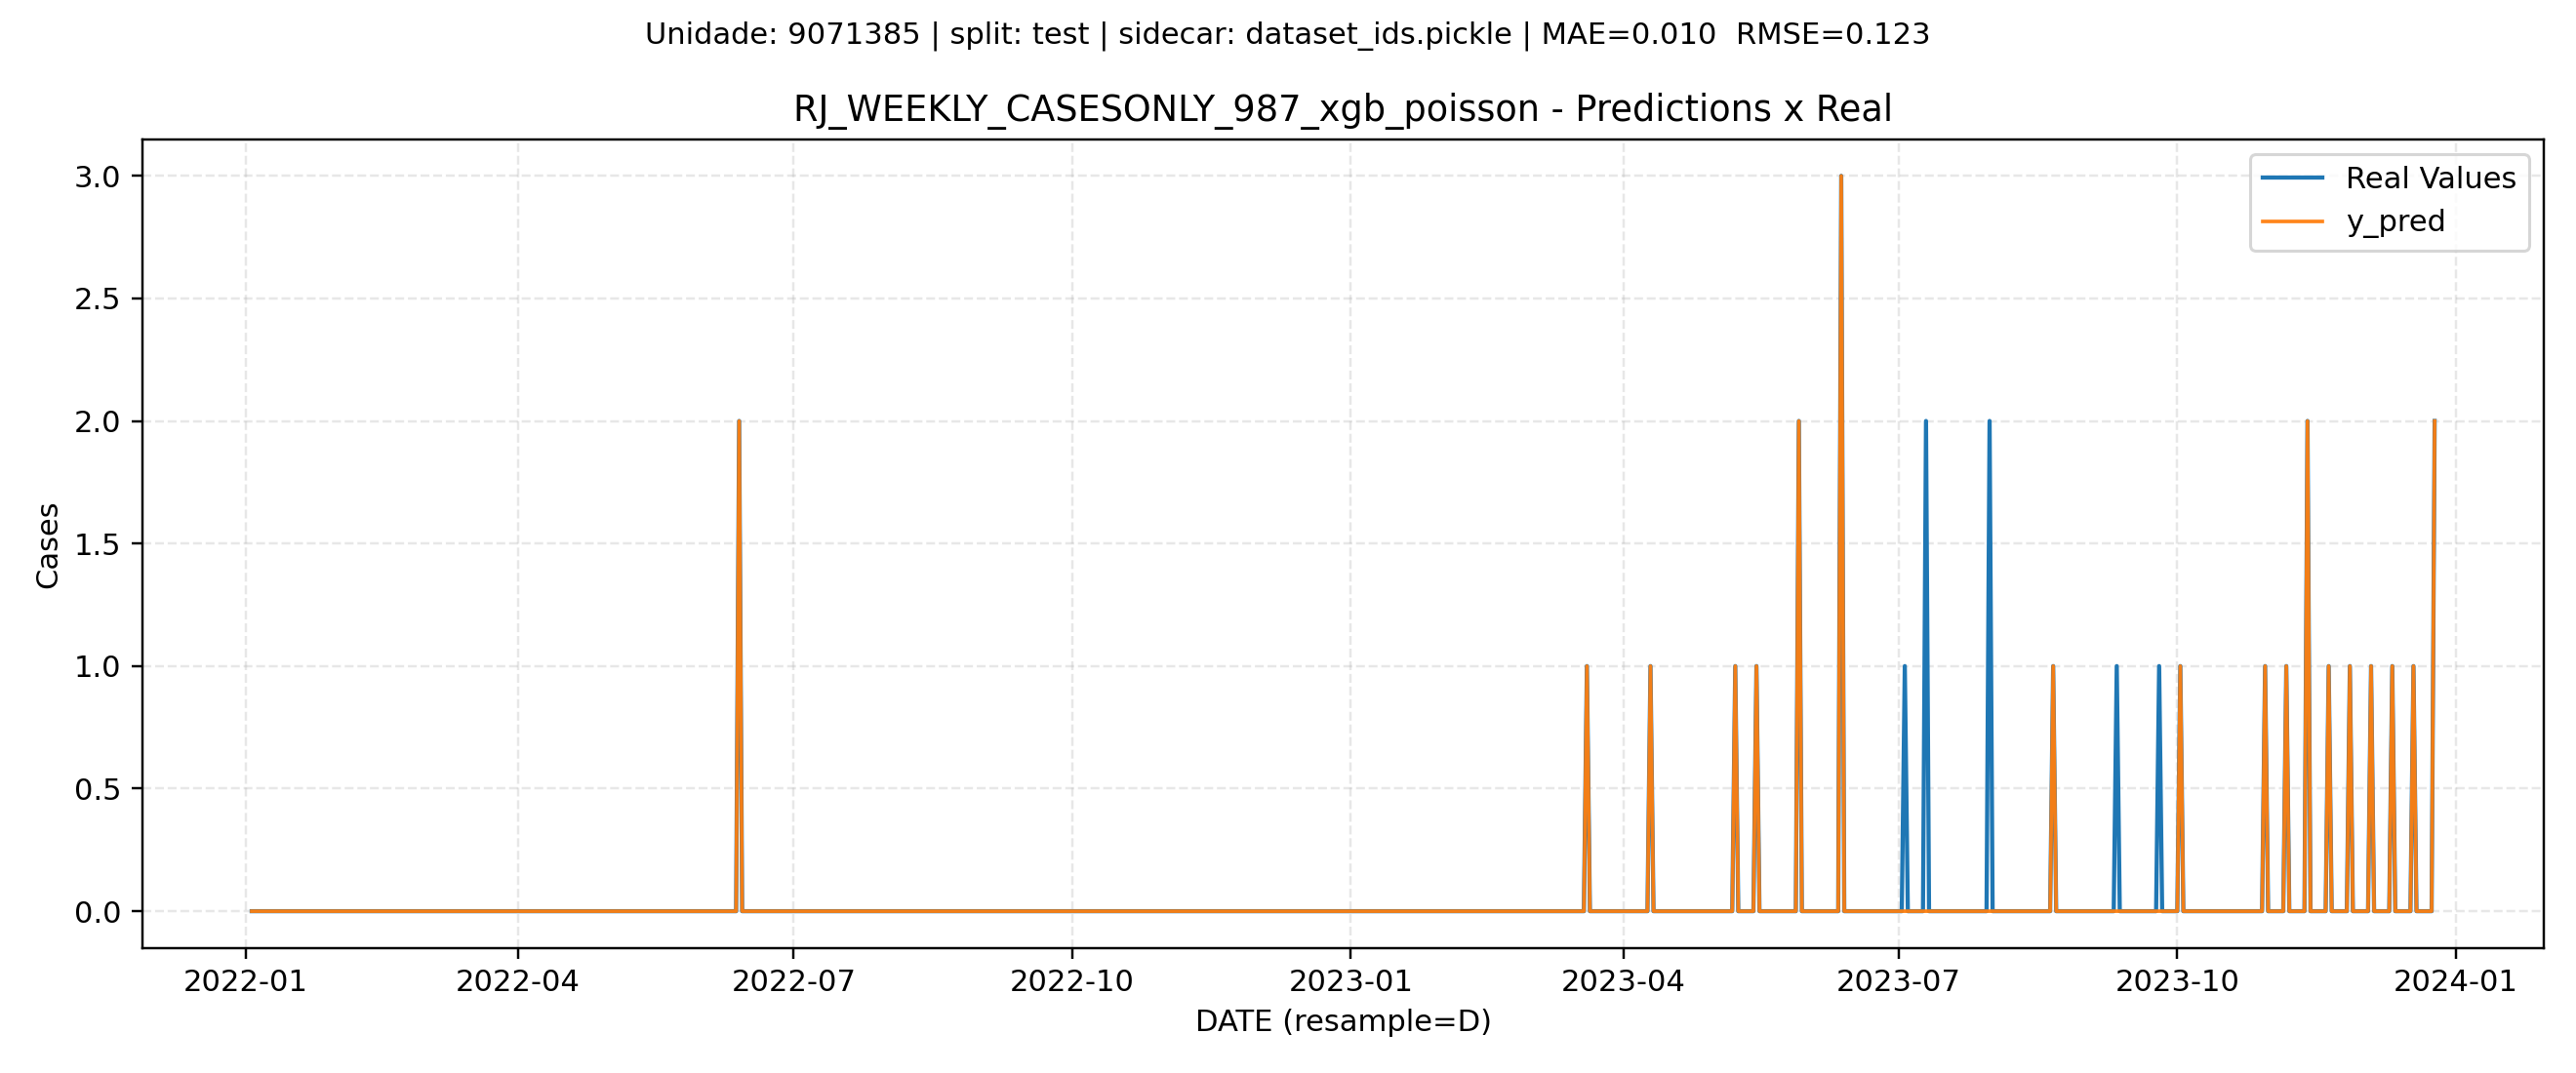 Unidade: 9071385 | split: test | sidecar: dataset_ids.pickle | MAE=0.010  RMSE=0.123
RJ_WEEKLY_CASESONLY_987_xgb_poisson - Predictions x Real
Real Values
y_pred
Cases
3.0
2.5
2.0
1.5
1.0
0.5
0.0
2022-01 2022-04 2022-07 2022-10 2023-01 2023-04 2023-07 2023-10 2024-01
DATE (resample=D)